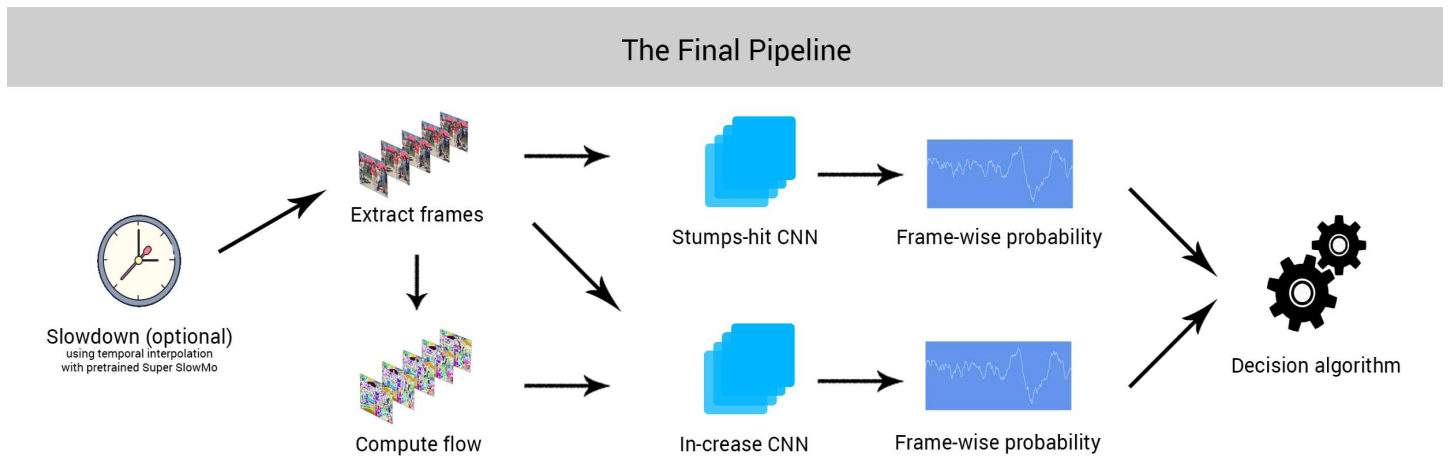 The Final Pipeline
Extract frames
Stumps-hit CNN
Frame-wise probability
Slowdown (optional)
using temporal interpolation
with pretrained Super SlowMo
Decision algorithm
Compute flow
In-crease CNN
Frame-wise probability